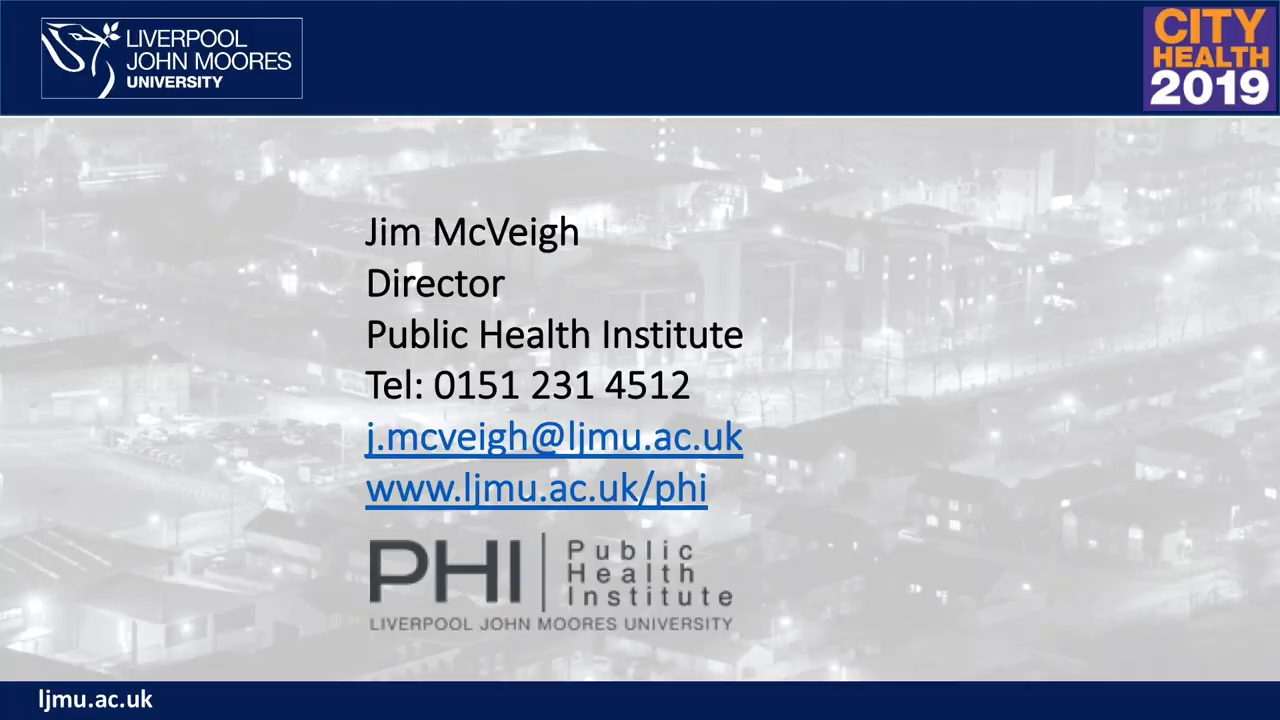 LIVERPOOL
JOHN MOORES
UNIVERSITY
CITY
HEALTH
2019
Jim McVeigh
Director
Public Health Institute
Tel: 0151 231 4512
j.mcveigh@ljmu.ac.uk
www.ljmu.ac.uk/phi
PHI
Public
Health
Institute
LIVERPOOL JOHN MOORES UNIVERSITY
ljmu.ac.uk